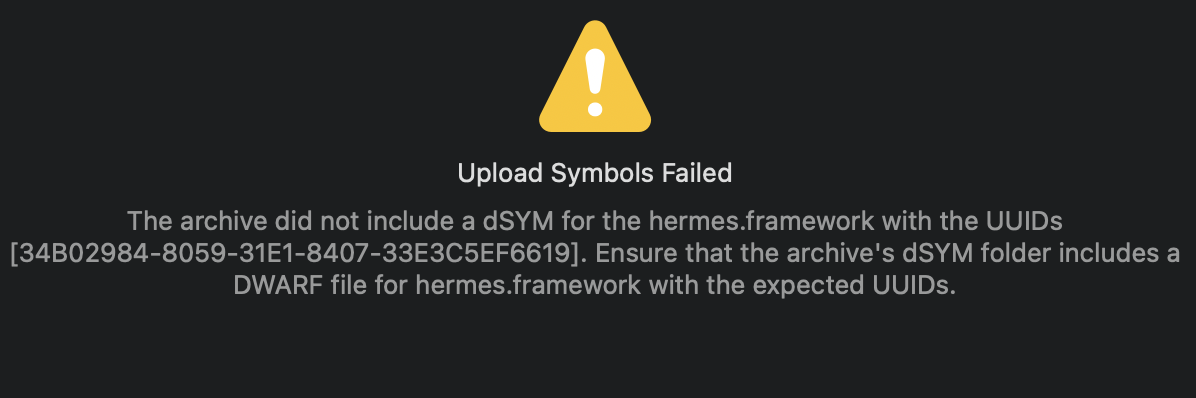 Upload Symbols Failed
The archive did not include a dSYM for the hermes.framework with the UUIDs
[34B02984-8059-31E1-8407-33E3C5EF6619]. Ensure that the archive's dSYM folder includes a
DWARF file for hermes.framework with the expected UUIDs.